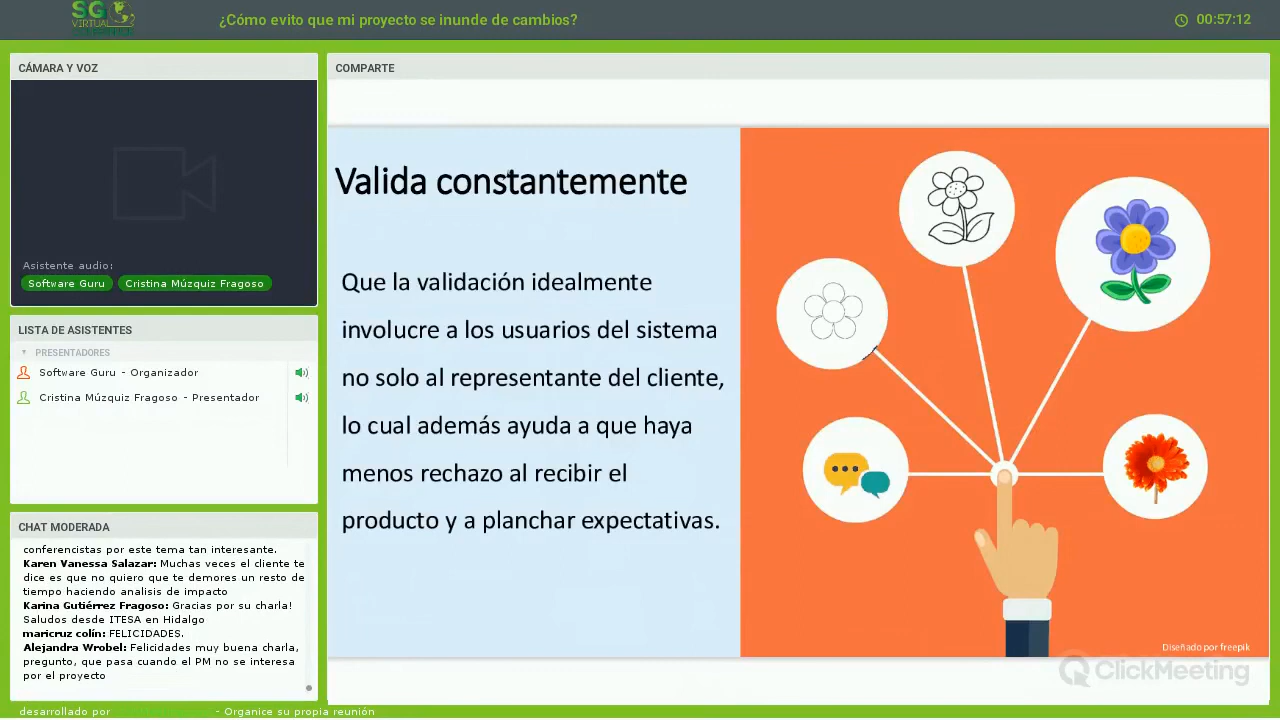 SG
VIRTUAL
¿Cómo evito que mi proyecto se inunde de cambios?
00:57:12
CÁMARA Y VOZ
Asistente audio:
Software Guru
Cristina Múzquiz Fragoso
LISTA DE ASISTENTES
PRESENTADORES
Software Guru - Organizador
Cristina Múzquiz Fragoso - Presentador
CHAT MODERADA
conferencistas por este tema tan interesante.
Karen Vanessa Salazar: Muchas veces el cliente te
dice es que no quiero que te demores un resto de
tiempo haciendo analisis de impacto
Karina Gutiérrez Fragoso: Gracias por su charla!
Saludos desde ITESA en Hidalgo
maricruz colín: FELICIDADES.
Alejandra Wrobel: Felicidades muy buena charla,
pregunto, que pasa cuando el PM no se interesa
por el proyecto
COMPARTE
Valida constantemente
Que la validación idealmente
involucre a los usuarios del sistema
no solo al representante del cliente,
lo cual además ayuda a que haya
menos rechazo al recibir el
producto y a planchar expectativas.
Diseñado por freepik
ClickMeeting
desarrollado por - Organice su propia reunión